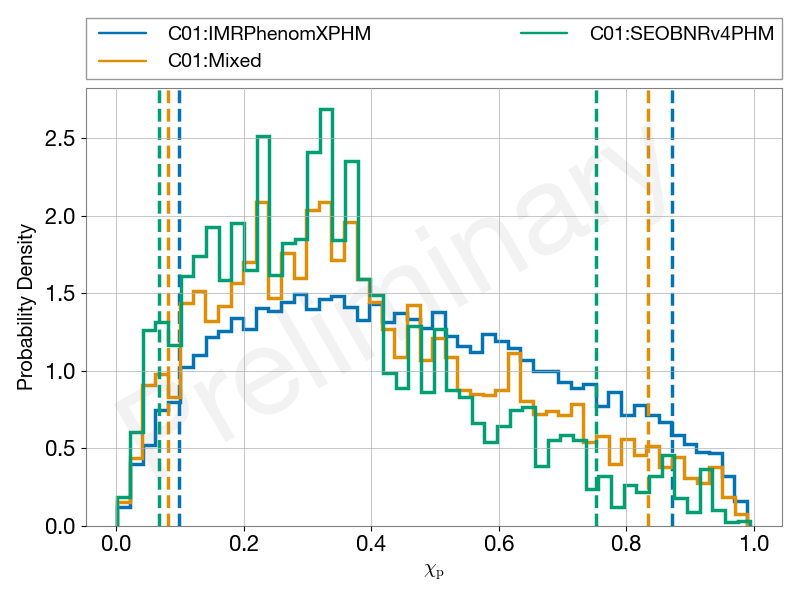 C01:IMRPhenomXPHM
C01:Mixed
C01:SEOBNRv4PHM
Preliminary
Probability Density
2.5
2.0
1.5
1.0
0.5
0.0
0.0 0.2 0.4 0.6 0.8 1.0
χp